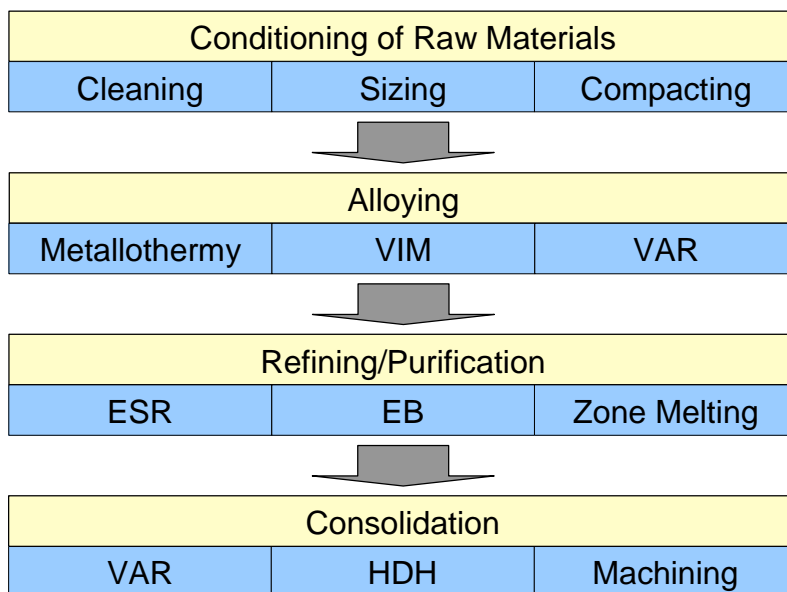 Conditioning of Raw Materials
Cleaning Sizing Compacting
Alloying
Metallothermy VIM VAR
Refining/Purification
ESR EB Zone Melting
Consolidation
VAR HDH Machining